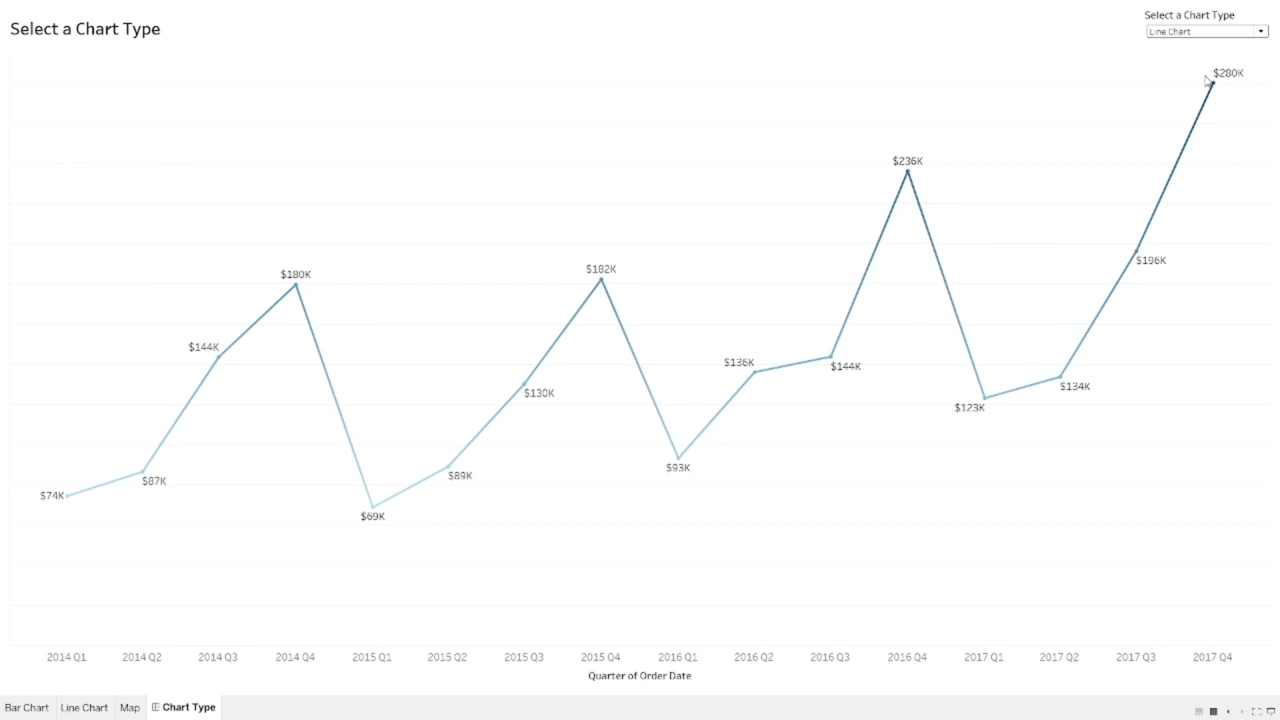 Select a Chart Type
Select a Chart Type
Line Chart
$280K
$236K
$196K
$180K
$182K
$144K
$136K
$144K
$130K
$134K
$123K
$87K
$89K
$93K
$74K
$69K
2014 Q1 2014 Q2 2014 Q3 2014 Q4 2015 Q1 2015 Q2 2015 Q3 2015 Q4 2016 Q1 2016 Q2 2016 Q3 2016 Q4 2017 Q1 2017 Q2 2017 Q3 2017 Q4
Quarter of Order Date
Bar Chart Line Chart Map Chart Type